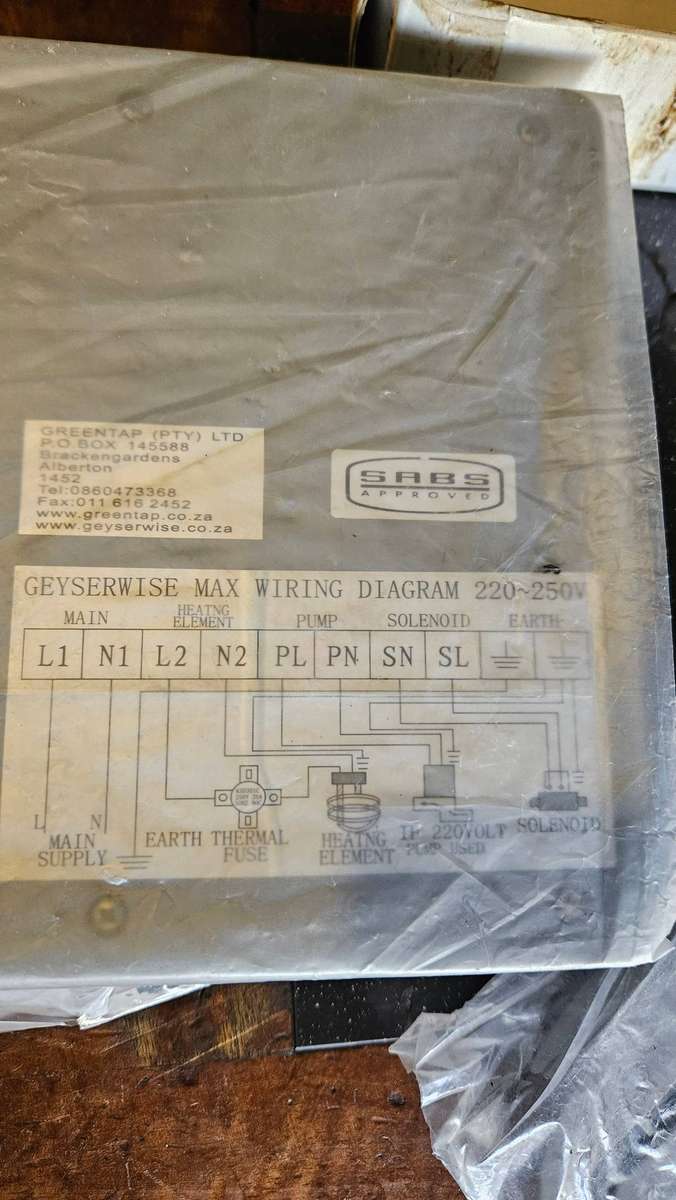 GREENTAP (PTY) LTD
P.O.BOX 145588
Brackengardens
Alberton
1452
Tel:0860473368
Fax:011 616 2452
www.greentap.co.za
www.geyserwise.co.za
SABS
APPROVED
GEYSERWISE MAX WIRING DIAGRAM 220~250V
MAIN HEATNG ELEMENT PUMP SOLENOID EARTH
L1 N1 L2 N2 PL PN SN SL
L N
MAIN SUPPLY
EARTH
THERMAL FUSE
HEATNG ELEMENT
IF 220VOLT PUMP USED
SOLENOID